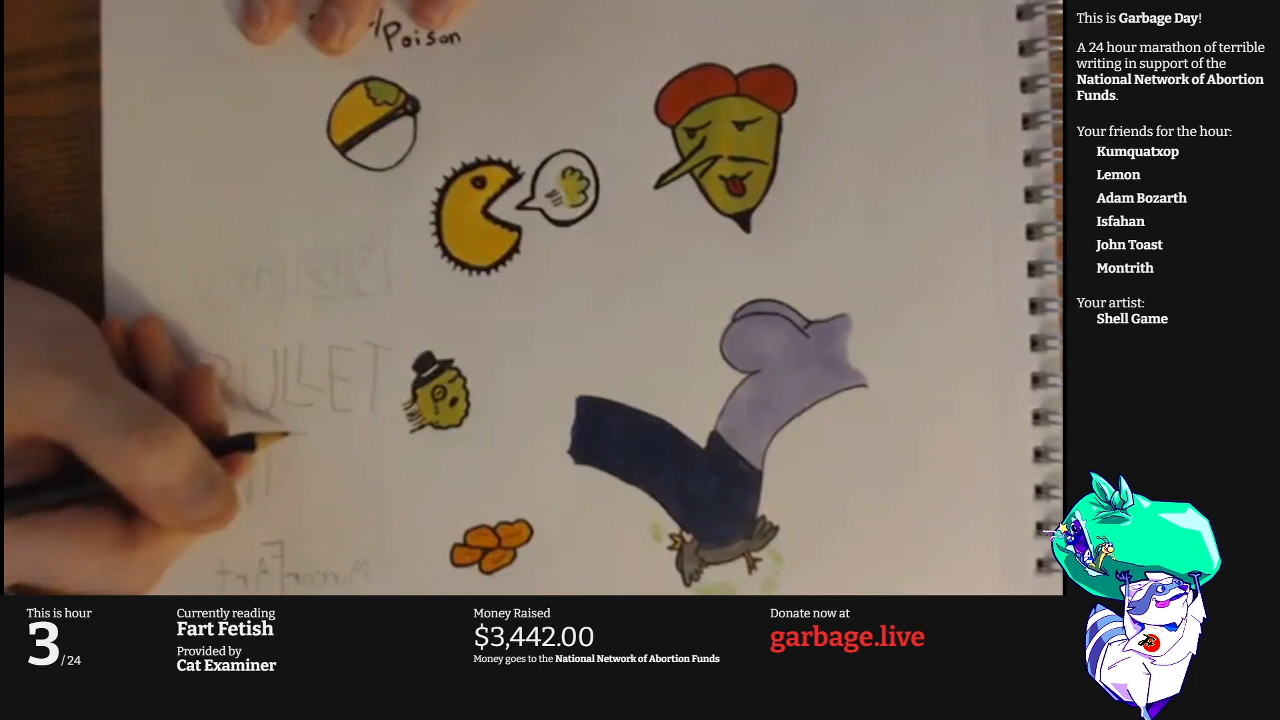 Poison
BULLET
This is Garbage Day!
A 24 hour marathon of terrible
writing in support of the
National Network of Abortion
Funds.
Your friends for the hour:
Kumquatxop
Lemon
Adam Bozarth
Isfahan
John Toast
Montrith
Your artist:
Shell Game
This is hour
3/24
Currently reading
Fart Fetish
Provided by
Cat Examiner
Money Raised
$3,442.00
Money goes to the National Network of Abortion Funds
Donate now at
garbage.live